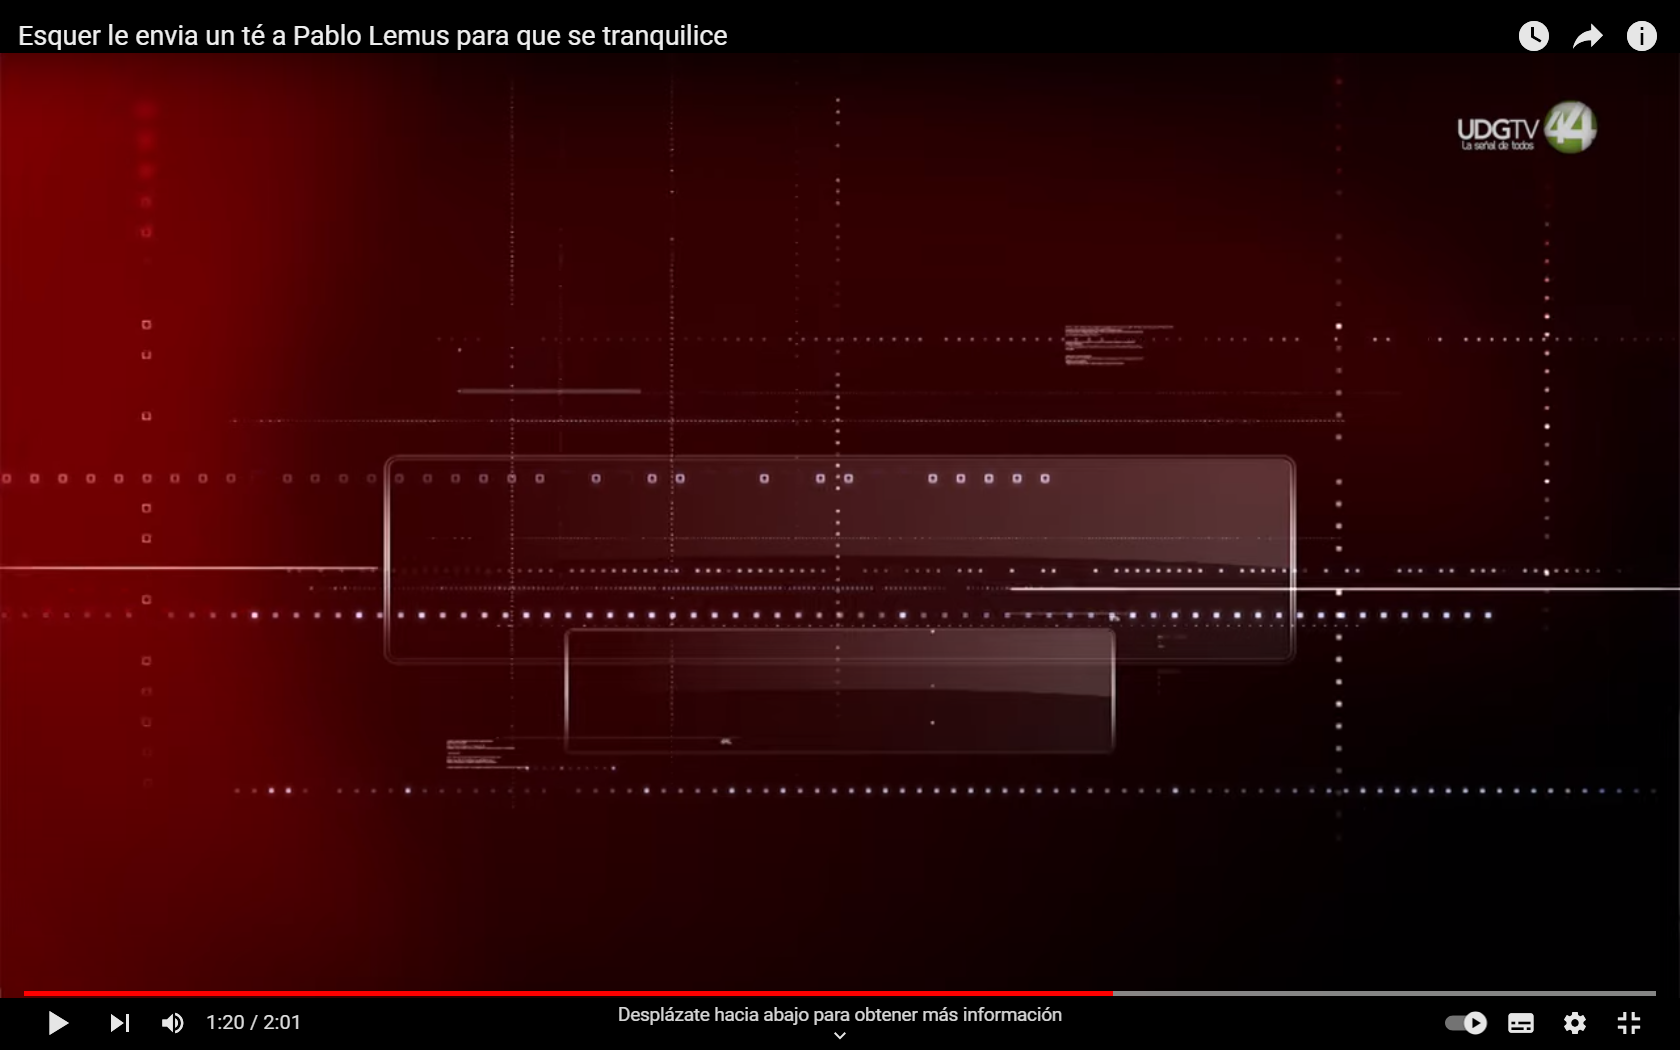 Esquer le envia un té a Pablo Lemus para que se tranquilice
UDGTV 44
La señal de todos
1:20 / 2:01
Desplázate hacia abajo para obtener más información